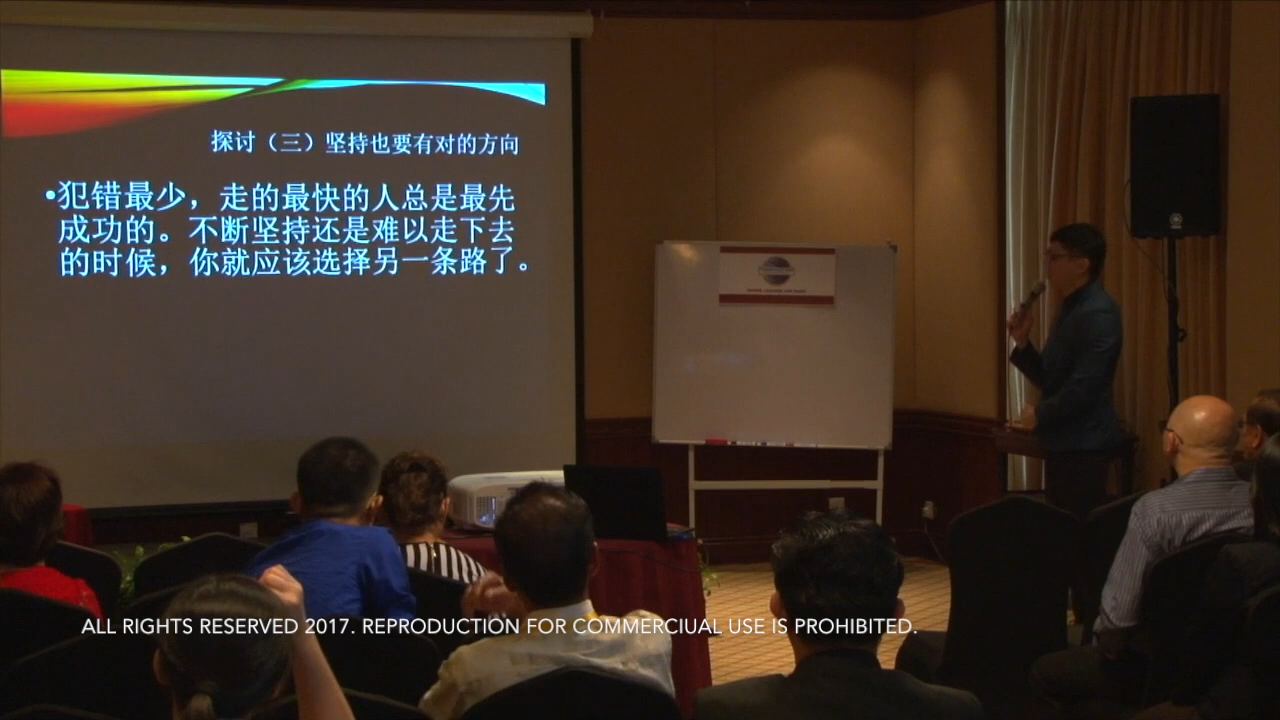 探讨（三）坚持也要有对的方向
•犯错最少，走的最快的人总是最先
成功的。不断坚持还是难以走下去
的时候，你就应该选择另一条路了。
ALL RIGHTS RESERVED 2017. REPRODUCTION FOR COMMERCIUAL USE IS PROHIBITED.